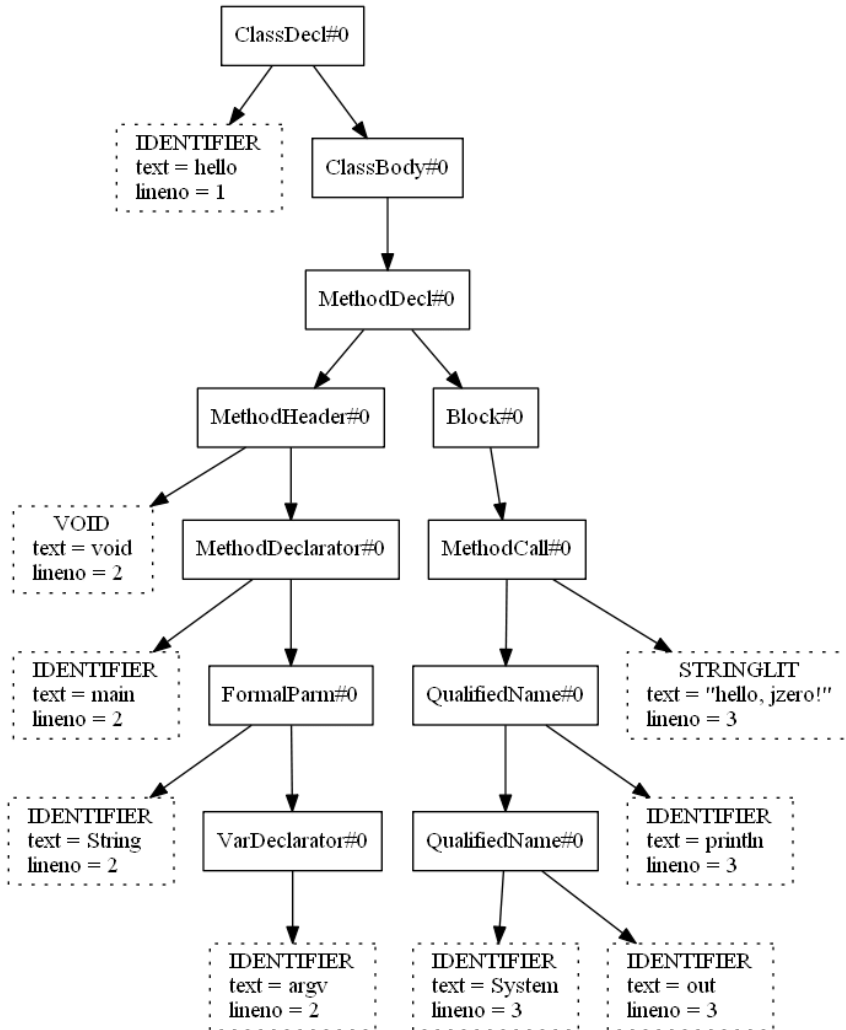 ClassDecl#0
IDENTIFIER
text = hello
lineno = 1
ClassBody#0
MethodDecl#0
MethodHeader#0
Block#0
VOID
text = void
lineno = 2
MethodDeclarator#0
MethodCall#0
IDENTIFIER
text = main
lineno = 2
FormalParm#0
QualifiedName#0
STRINGLIT
text = "hello, jzero!"
lineno = 3
IDENTIFIER
text = String
lineno = 2
VarDeclarator#0
QualifiedName#0
IDENTIFIER
text = println
lineno = 3
IDENTIFIER
text = argv
lineno = 2
IDENTIFIER
text = System
lineno = 3
IDENTIFIER
text = out
lineno = 3